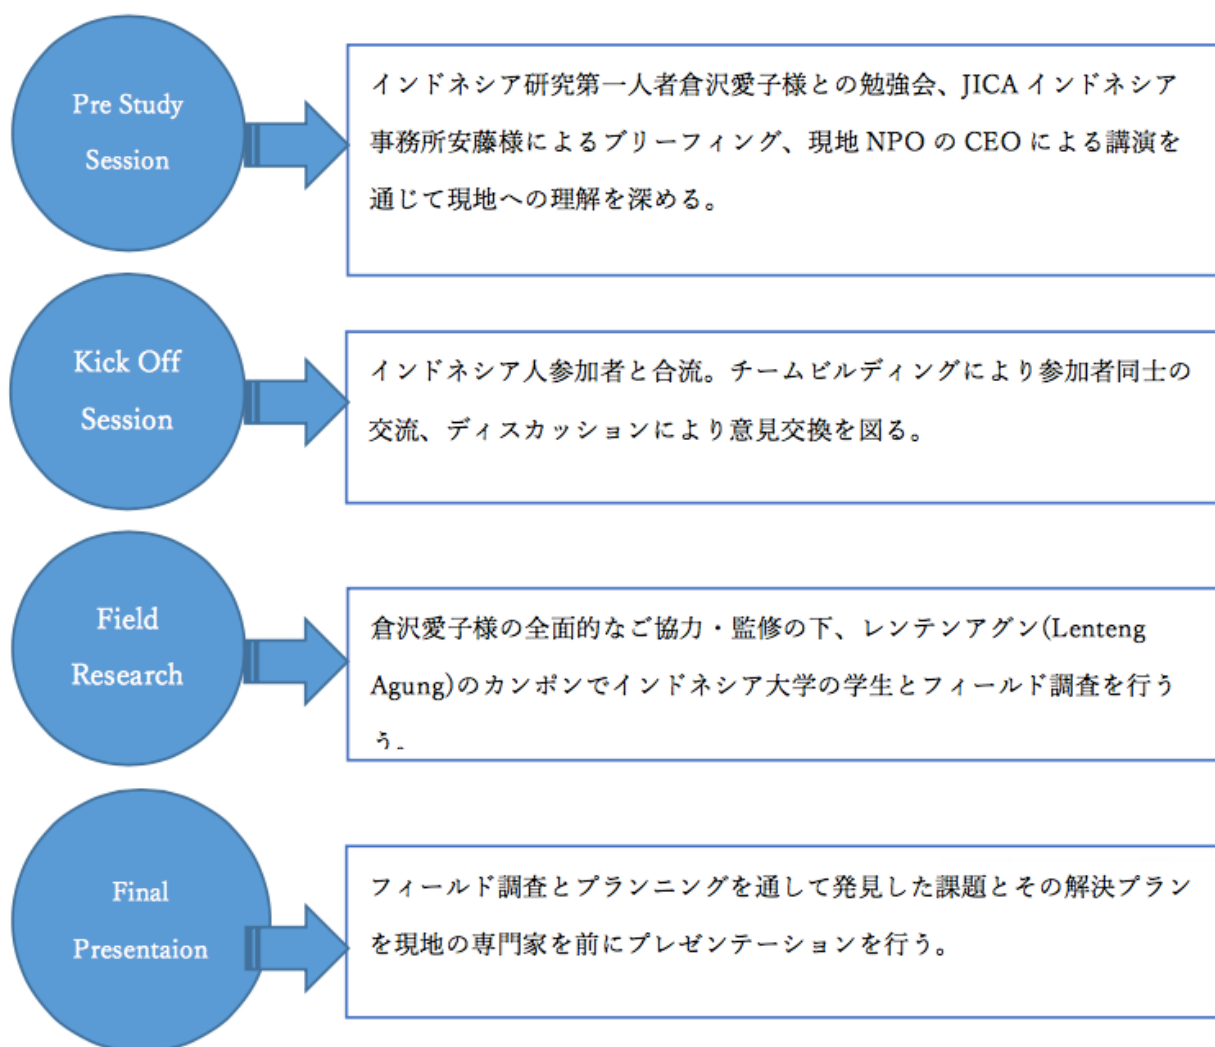 Pre Study
Session
インドネシア研究第一人者倉沢愛子様との勉強会、JICA インドネシア
事務所安藤様によるブリーフィング、現地 NPO の CEO による講演を
通じて現地への理解を深める。
Kick Off
Session
インドネシア人参加者と合流。チームビルディングにより参加者同士の
交流、ディスカッションにより意見交換を図る。
Field
Research
倉沢愛子様の全面的なご協力・監修の下、レンテンアグン(Lenteng
Agung)のカンポンでインドネシア大学の学生とフィールド調査を行う
う。
Final
Presentaion
フィールド調査とプランニングを通して発見した課題とその解決プラン
を現地の専門家を前にプレゼンテーションを行う。